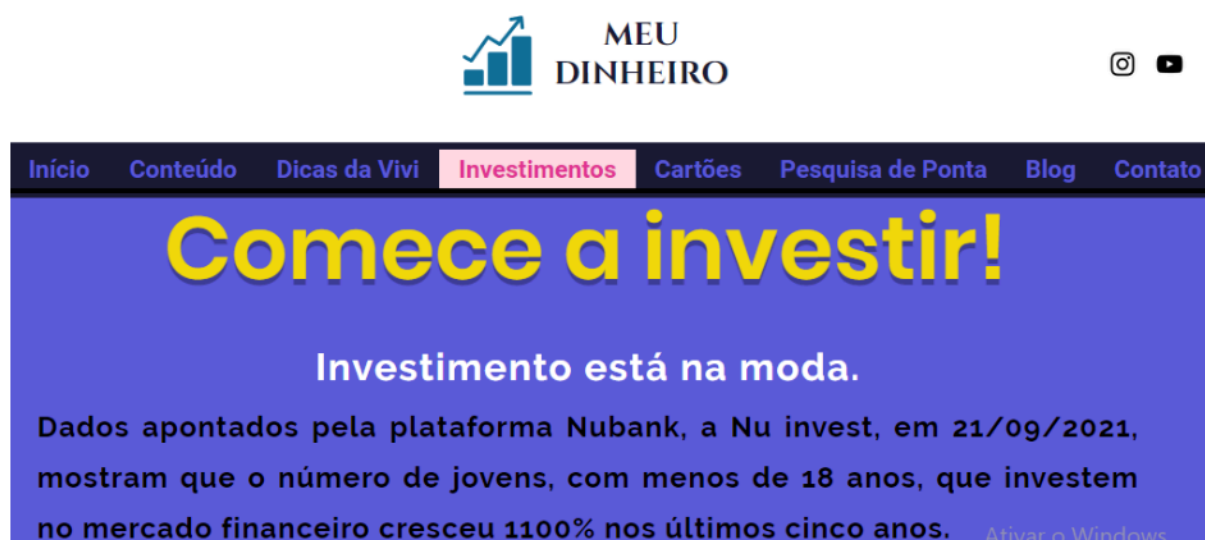 MEU
DINHEIRO
Início Conteúdo Dicas da Vivi Investimentos Cartões Pesquisa de Ponta Blog Contato
Comece a investir!
Investimento está na moda.
Dados apontados pela plataforma Nubank, a Nu invest, em 21/09/2021,
mostram que o número de jovens, com menos de 18 anos, que investem
no mercado financeiro cresceu 1100% nos últimos cinco anos.
Ativar o Windows